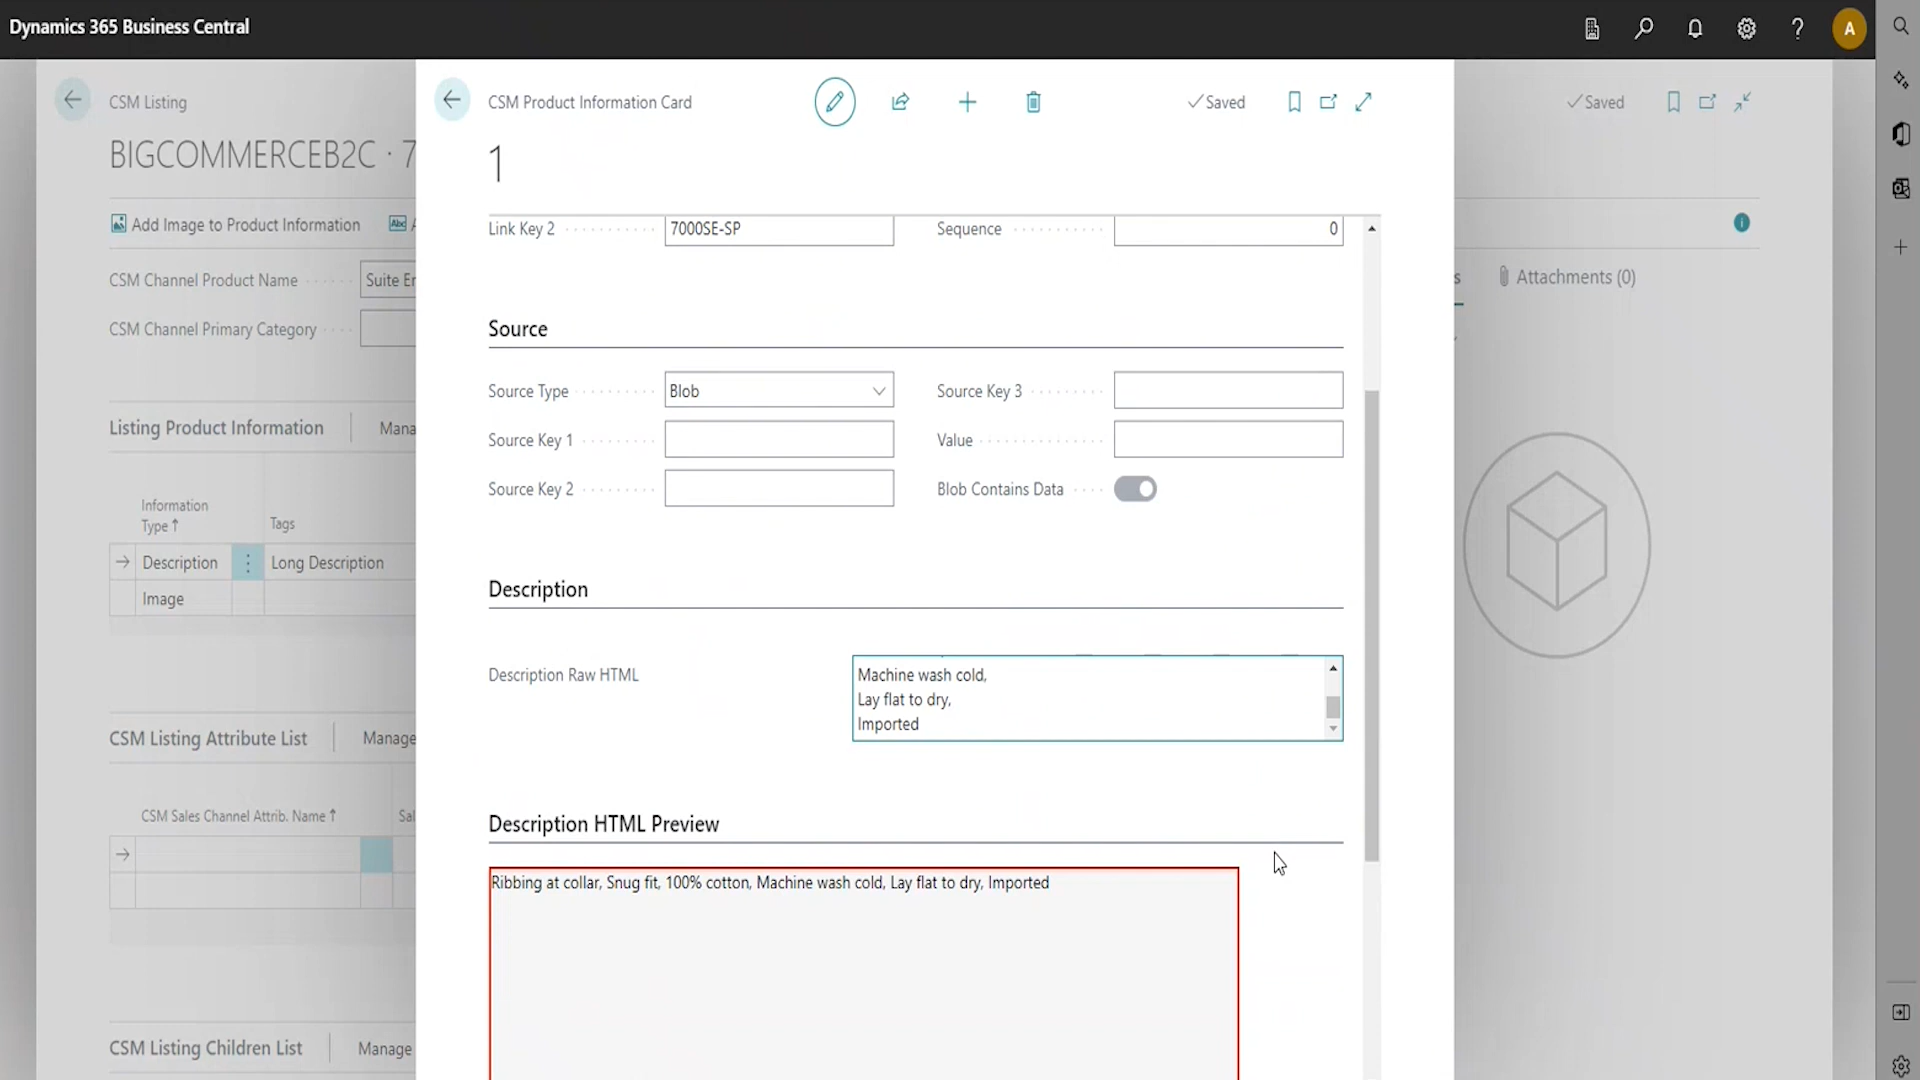 Dynamics 365 Business Central
A
CSM Listing
BIGCOMMERCEB2C · 7
Add Image to Product Information
CSM Channel Product Name
Suite Er
CSM Channel Primary Category
Listing Product Information
Mana
Information
Type ↑
Tags
Description
Long Description
Image
CSM Listing Attribute List
Manage
CSM Sales Channel Attrib. Name ↑
Sal
CSM Listing Children List
Manage
CSM Product Information Card
✓Saved
1
Link Key 2
7000SE-SP
Sequence
0
Source
Source Type
Blob
Source Key 3
Source Key 1
Value
Source Key 2
Blob Contains Data
Description
Description Raw HTML
Machine wash cold,
Lay flat to dry,
Imported
Description HTML Preview
Ribbing at collar, Snug fit, 100% cotton, Machine wash cold, Lay flat to dry, Imported
✓Saved
s
Attachments (0)